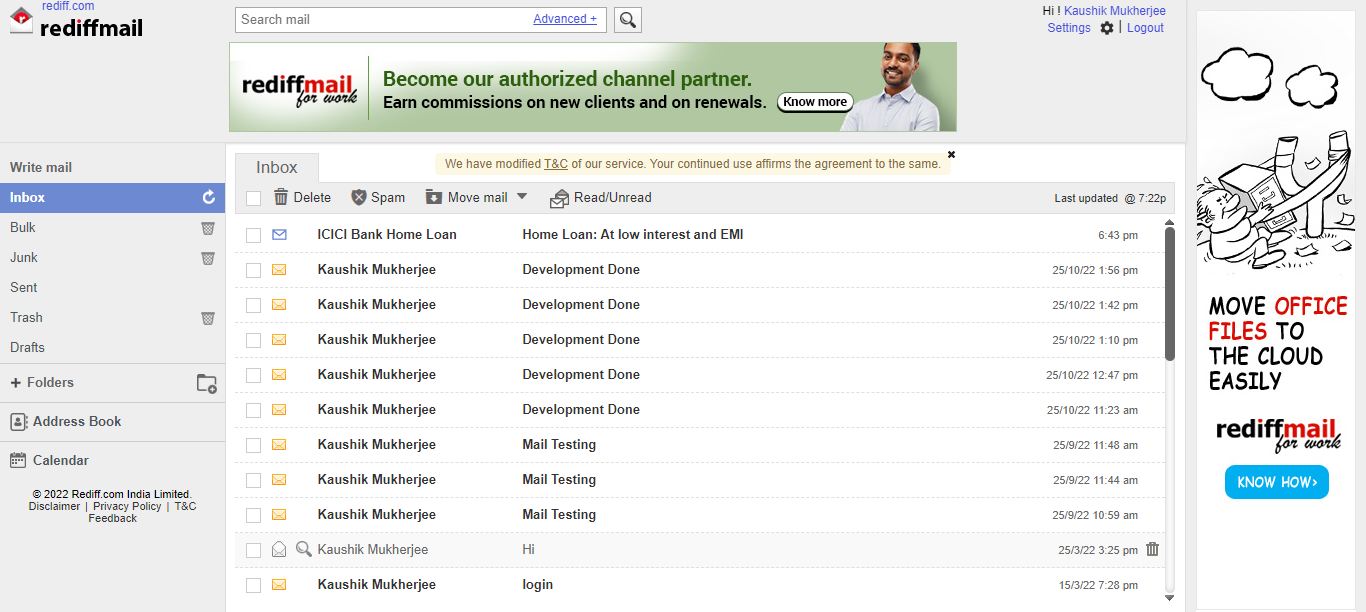 rediff.com
rediffmail
Search mail Advanced +
Hi ! Kaushik Mukherjee
Settings | Logout
rediffmail
for work
Become our authorized channel partner.
Earn commissions on new clients and on renewals. Know more
Write mail
Inbox
Bulk
Junk
Sent
Trash
Drafts
+ Folders
Address Book
Calendar
© 2022 Rediff.com India Limited.
Disclaimer | Privacy Policy | T&C
Feedback
Inbox
We have modified T&C of our service. Your continued use affirms the agreement to the same.
Delete Spam Move mail Read/Unread Last updated @ 7:22p
ICICI Bank Home Loan Home Loan: At low interest and EMI 6:43 pm
Kaushik Mukherjee Development Done 25/10/22 1:56 pm
Kaushik Mukherjee Development Done 25/10/22 1:42 pm
Kaushik Mukherjee Development Done 25/10/22 1:10 pm
Kaushik Mukherjee Development Done 25/10/22 12:47 pm
Kaushik Mukherjee Development Done 25/10/22 11:23 am
Kaushik Mukherjee Mail Testing 25/9/22 11:48 am
Kaushik Mukherjee Mail Testing 25/9/22 11:44 am
Kaushik Mukherjee Mail Testing 25/9/22 10:59 am
Kaushik Mukherjee Hi 25/3/22 3:25 pm
Kaushik Mukherjee login 15/3/22 7:28 pm
MOVE OFFICE
FILES TO
THE CLOUD
EASILY
rediffmail
for work
KNOW HOW›